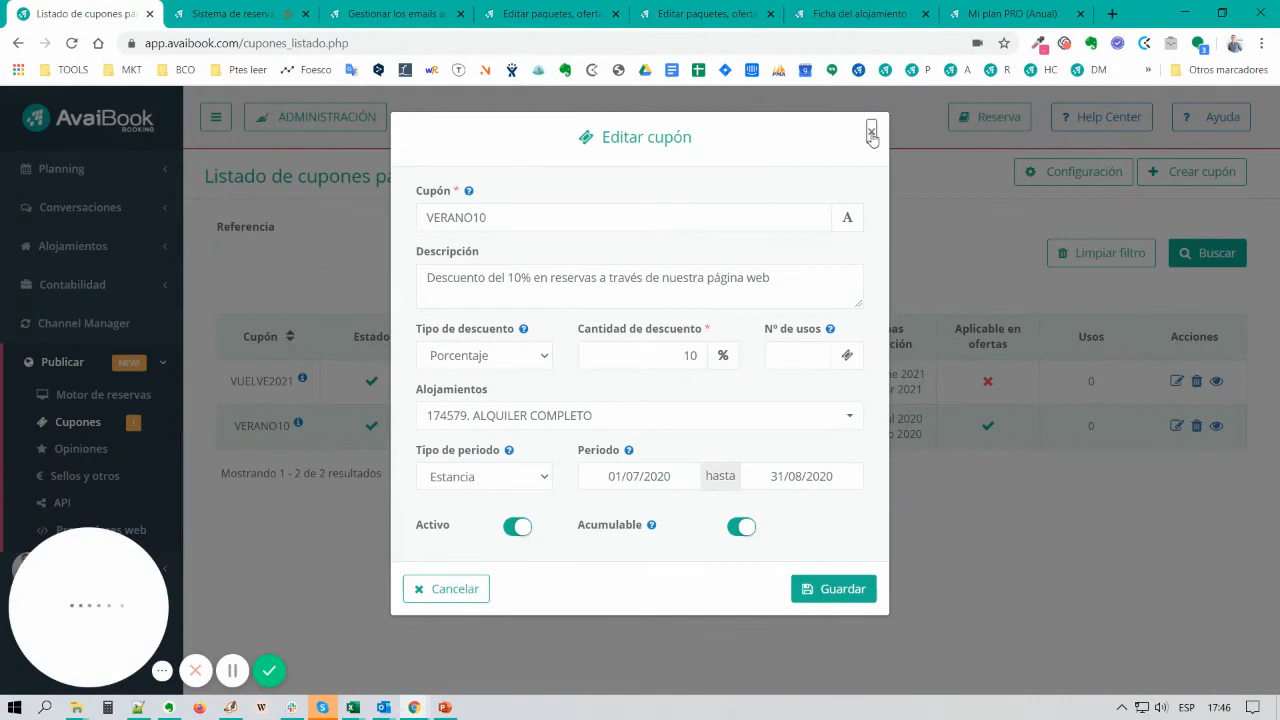 Listado de cupones pa
Sistema de reserva
Gestionar los emails a
Editar paquetes, oferta
Editar paquetes, oferta
Ficha del alojamiento -
Mi plan PRO (Anual)
app.avaibook.com/cupones_listado.php
TOOLS
MKT
BCO
Ptes leer
Foesco
P
A
R
HC
DM
»
Otros marcadores
AvaiBook
BOOKING
ADMINISTRACIÓN
Reserva
? Help Center
? Ayuda
Planning
Conversaciones
Alojamientos
Contabilidad
Channel Manager
Publicar NEW!
Motor de reservas
Cupones 1
Opiniones
€ Sellos y otros
API
web
Listado de cupones pa
Configuración
+ Crear cupón
Referencia
Limpiar filtro
Buscar
Cupón
Estado
Aplicable en
ofertas
Usos
Acciones
VUELVE2021
2021
2021
0
VERANO10
2020
2020
0
Mostrando 1 - 2 de 2 resultados
Editar cupón
Cupón *
VERANO10
A
Descripción
Descuento del 10% en reservas a través de nuestra página web
Tipo de descuento
Cantidad de descuento *
Nº de usos
Porcentaje
10 %
Alojamientos
174579. ALQUILER COMPLETO
Tipo de periodo
Periodo
Estancia
01/07/2020 hasta 31/08/2020
Activo
Acumulable
Cancelar
Guardar
ESP
17:46